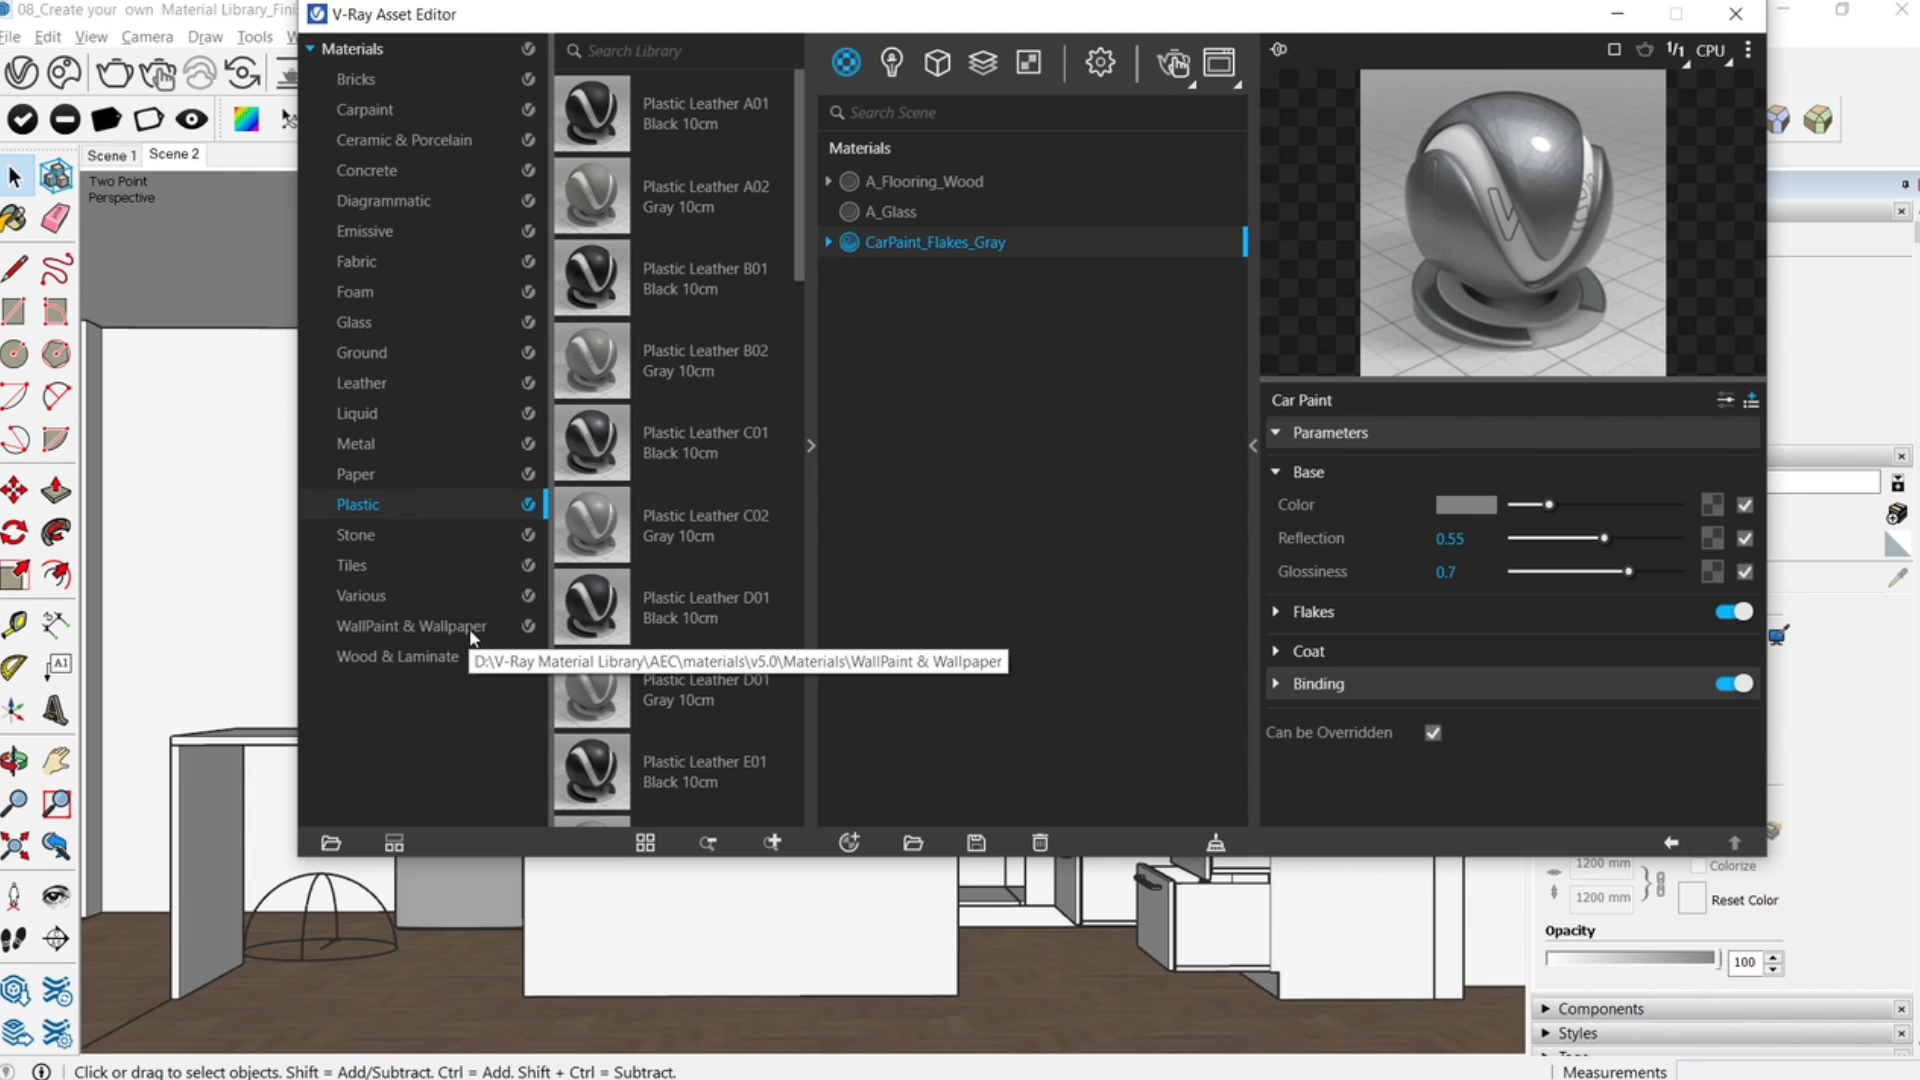 08_Create your own Material Library_Fini
V-Ray Asset Editor
File Edit View Camera Draw Tools W
Scene 1 Scene 2
Two Point
Perspective
Materials
Bricks
Carpaint
Ceramic & Porcelain
Concrete
Diagrammatic
Emissive
Fabric
Foam
Glass
Ground
Leather
Liquid
Metal
Paper
Plastic
Stone
Tiles
Various
WallPaint & Wallpaper
Wood & Laminate
D:\V-Ray Material Library\AEC\materials\v5.0\Materials\WallPaint & Wallpaper
Search Library
Plastic Leather A01
Black 10cm
Plastic Leather A02
Gray 10cm
Plastic Leather B01
Black 10cm
Plastic Leather B02
Gray 10cm
Plastic Leather C01
Black 10cm
Plastic Leather C02
Gray 10cm
Plastic Leather D01
Black 10cm
Plastic Leather D01
Gray 10cm
Plastic Leather E01
Black 10cm
Search Scene
Materials
A_Flooring_Wood
A_Glass
CarPaint_Flakes_Gray
1/1 CPU
Car Paint
Parameters
Base
Color
Reflection 0.55
Glossiness 0.7
Flakes
Coat
Binding
Can be Overridden
1200 mm Colorize
1200 mm Reset Color
Opacity
100
Components
Styles
Click or drag to select objects. Shift = Add/Subtract. Ctrl = Add. Shift + Ctrl = Subtract.
Measurements